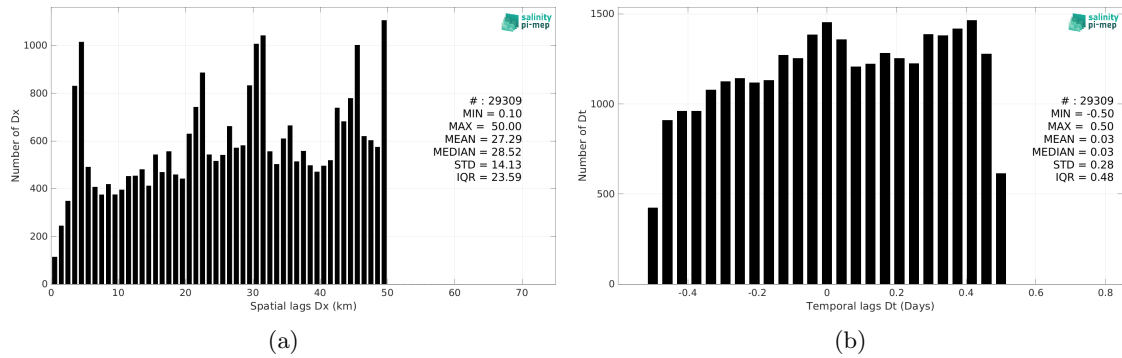 salinity
pi-mep
1000
800
600
400
200
0
Number of Dx
# : 29309
MIN = 0.10
MAX = 50.00
MEAN = 27.29
MEDIAN = 28.52
STD = 14.13
IQR = 23.59
0 10 20 30 40 50 60 70
Spatial lags Dx (km)
(a)
salinity
pi-mep
1500
1000
500
0
Number of Dt
# : 29309
MIN = -0.50
MAX = 0.50
MEAN = 0.03
MEDIAN = 0.03
STD = 0.28
IQR = 0.48
-0.4 -0.2 0 0.2 0.4 0.6 0.8
Temporal lags Dt (Days)
(b)